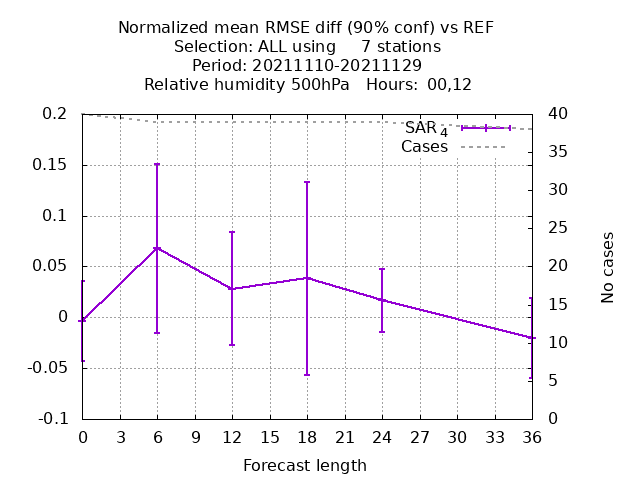 Normalized mean RMSE diff (90% conf) vs REF
Selection: ALL using     7 stations
Period: 20211110-20211129
Relative humidity 500hPa   Hours: 00,12
0.2
0.15
0.1
0.05
0
-0.05
-0.1
40
35
30
25
20
15
10
5
0
SAR 4
Cases
No cases
0 3 6 9 12 15 18 21 24 27 30 33 36
Forecast length